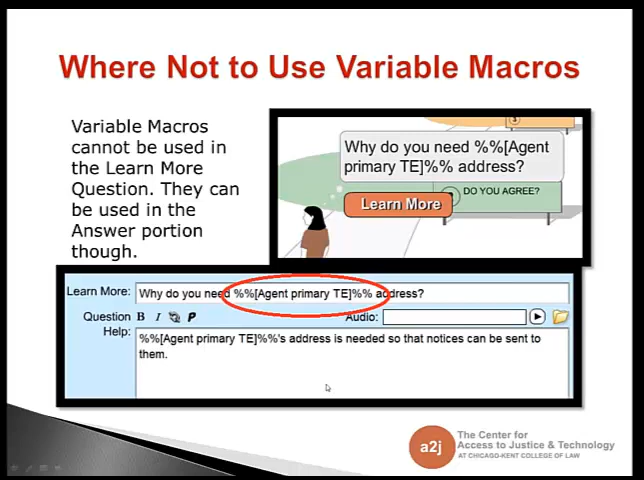 Where Not to Use Variable Macros
Variable Macros
cannot be used in
the Learn More
Question. They can
be used in the
Answer portion
though.
Why do you need %%[Agent
primary TE]%% address?
Learn More
DO YOU AGREE?
Learn More:
Why do you need %%[Agent primary TE]%% address?
Question
Help:
B I P
Audio:
%%[Agent primary TE]%%'s address is needed so that notices can be sent to
them.
a2j
The Center for
Access to Justice & Technology
AT CHICAGO-KENT COLLEGE OF LAW